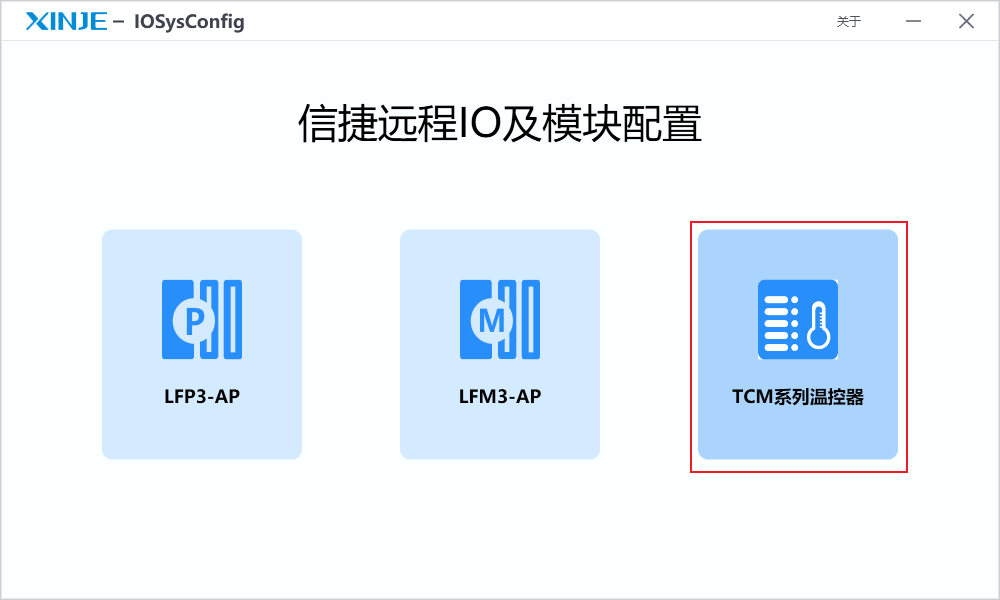 XINJE – IOSysConfig
关于
信捷远程IO及模块配置
P
M
LFP3-AP
LFM3-AP
TCM系列温控器